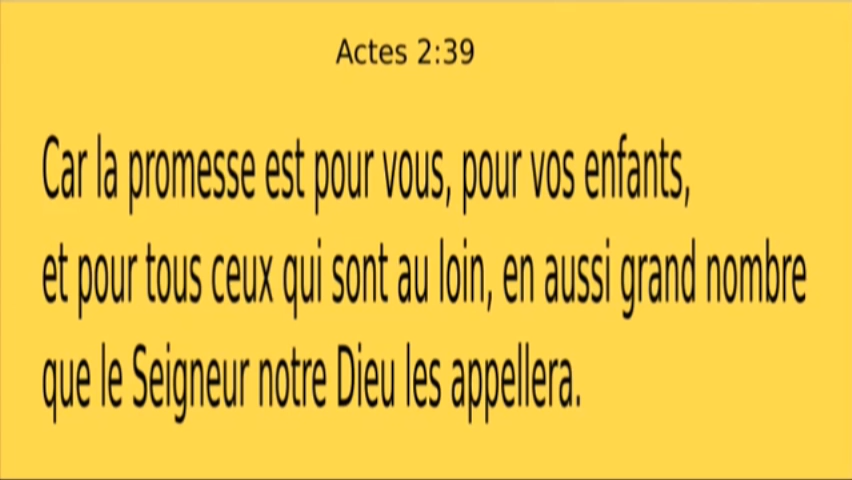 Actes 2:39
Car la promesse est pour vous, pour vos enfants,
et pour tous ceux qui sont au loin, en aussi grand nombre
que le Seigneur notre Dieu les appellera.